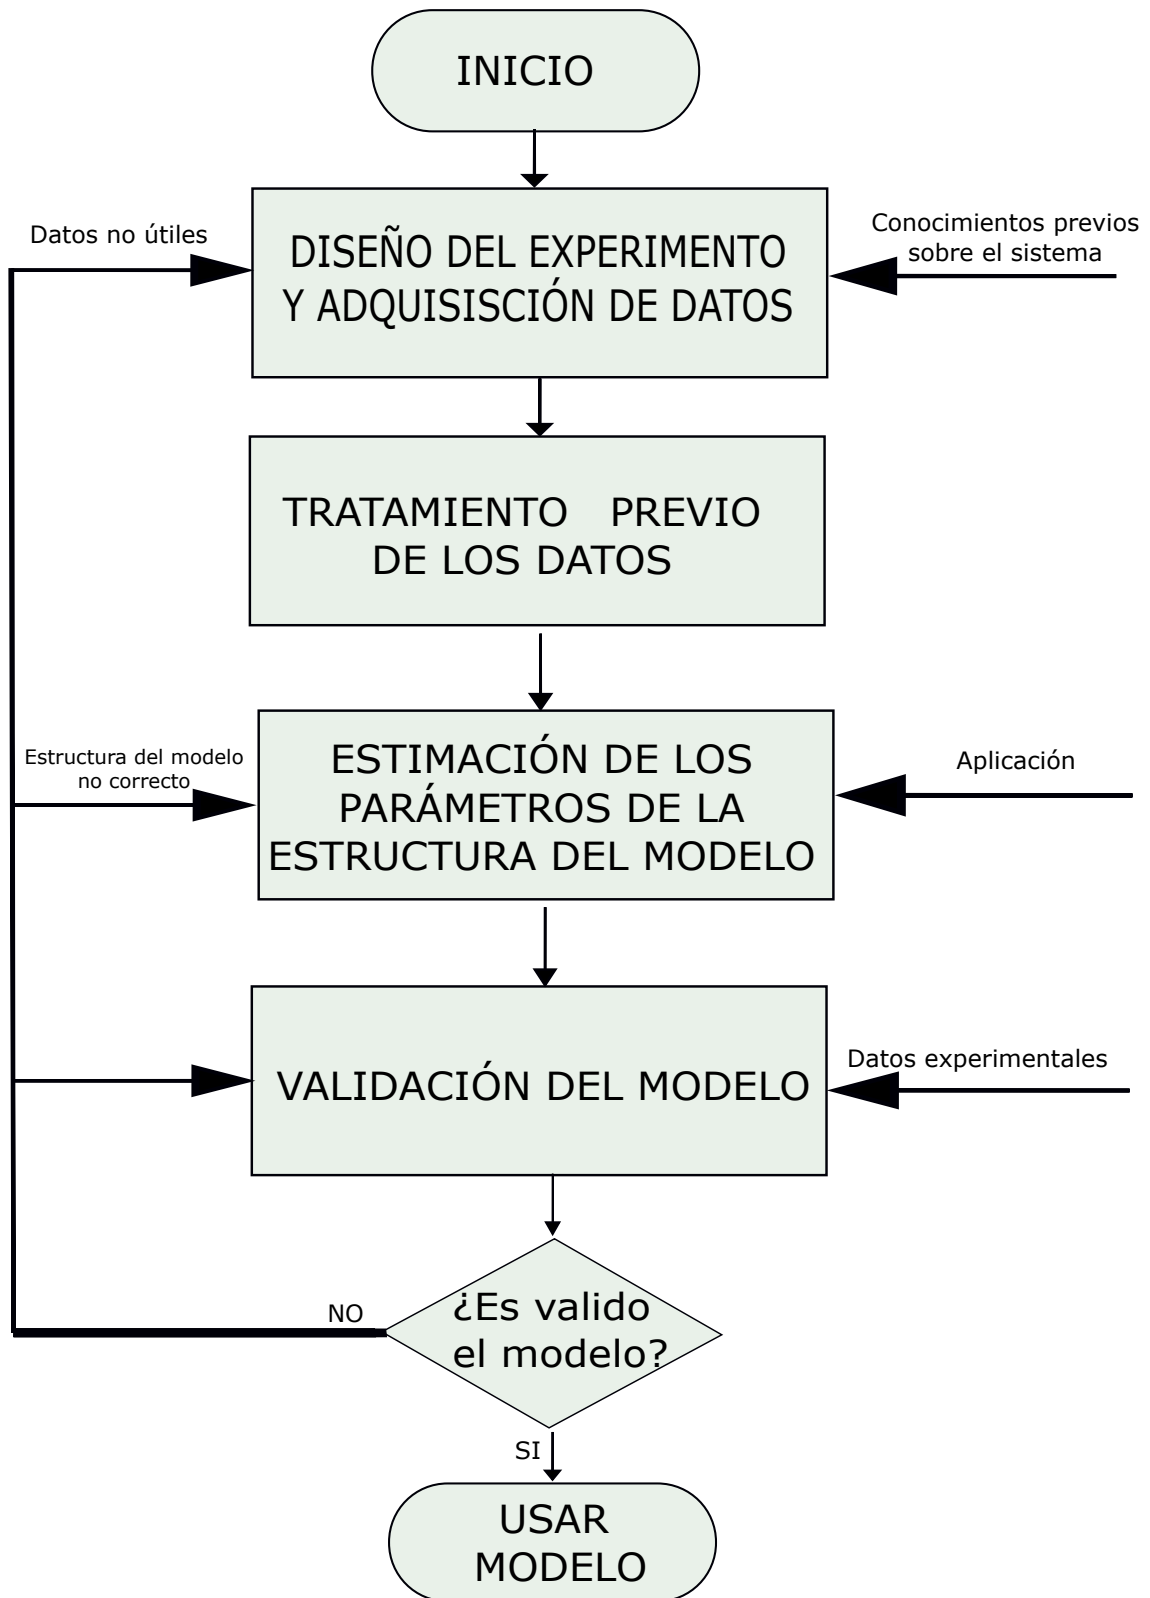 INICIO
Datos no útiles
Conocimientos previos
sobre el sistema
DISEÑO DEL EXPERIMENTO
Y ADQUISISCIÓN DE DATOS
TRATAMIENTO PREVIO
DE LOS DATOS
Estructura del modelo
no correcto
ESTIMACIÓN DE LOS
PARÁMETROS DE LA
ESTRUCTURA DEL MODELO
Aplicación
VALIDACIÓN DEL MODELO
Datos experimentales
NO
¿Es valido
el modelo?
SI
USAR
MODELO